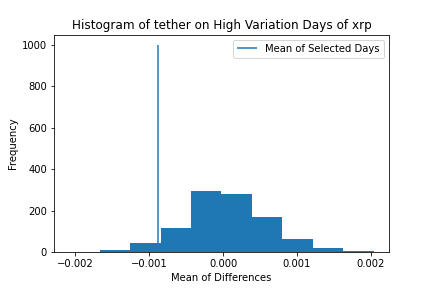 Histogram of tether on High Variation Days of xrp
Mean of Selected Days
1000
800
600
400
200
0
Frequency
−0.002 −0.001 0.000 0.001 0.002
Mean of Differences